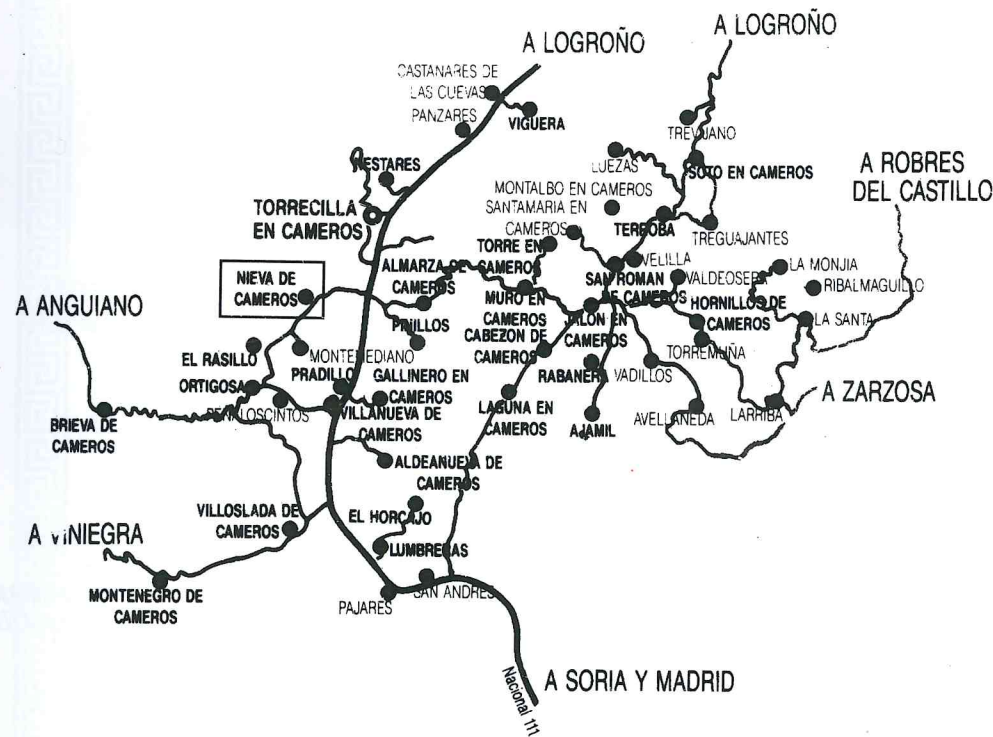 A LOGROÑO
A LOGROÑO
CASTANARES DE
LAS CUEVAS
PANZARES
VIGUERA
TREVIJANO
NESTARES
LUEZAS
SOTO EN CAMEROS
A ROBRES
DEL CASTILLO
MONTALBO EN CAMEROS
TORRECILLA
EN CAMEROS
SANTAMARIA EN
CAMEROS
TERROBA
TREGUAJANTES
TORRE EN
CAMEROS
VELILLA
ALMARZA DE
CAMEROS
SAN ROMAN
DE CAMEROS
VALDEOSERA
LA MONJIA
RIBALMAGUILLO
NIEVA DE
CAMEROS
MURO EN
CAMEROS
HORNILLOS DE
CAMEROS
A ANGUIANO
PINILLOS
JALON EN
CAMEROS
LA SANTA
CABEZON DE
CAMEROS
TORREMUÑA
EL RASILLO
MONTEMEDIANO
RABANERA
VADILLOS
ORTIGOSA
PRADILLO
GALLINERO EN
CAMEROS
A ZARZOSA
PEÑALOSCINTOS
VILLANUEVA DE
CAMEROS
LAGUNA EN
CAMEROS
AJAMIL
AVELLANEDA
LARRIBA
BRIEVA DE
CAMEROS
ALDEANUEVA DE
CAMEROS
VILLOSLADA DE
CAMEROS
EL HORCAJO
A VINIEGRA
LUMBRERAS
MONTENEGRO DE
CAMEROS
PAJARES
SAN ANDRES
A SORIA Y MADRID
Nacional 111